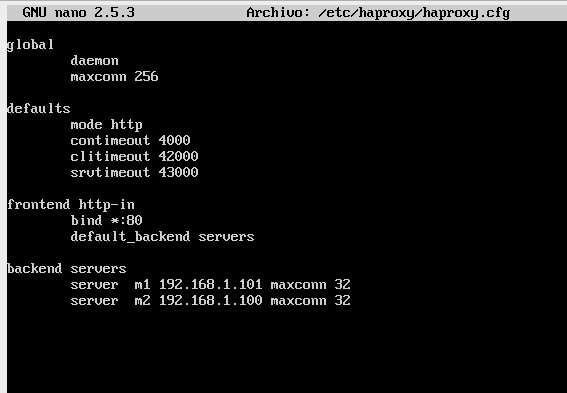 GNU nano 2.5.3 Archivo: /etc/haproxy/haproxy.cfg
global
daemon
maxconn 256
defaults
mode http
contimeout 4000
clitimeout 42000
srvtimeout 43000
frontend http-in
bind *:80
default_backend servers
backend servers
server  m1 192.168.1.101 maxconn 32
server  m2 192.168.1.100 maxconn 32